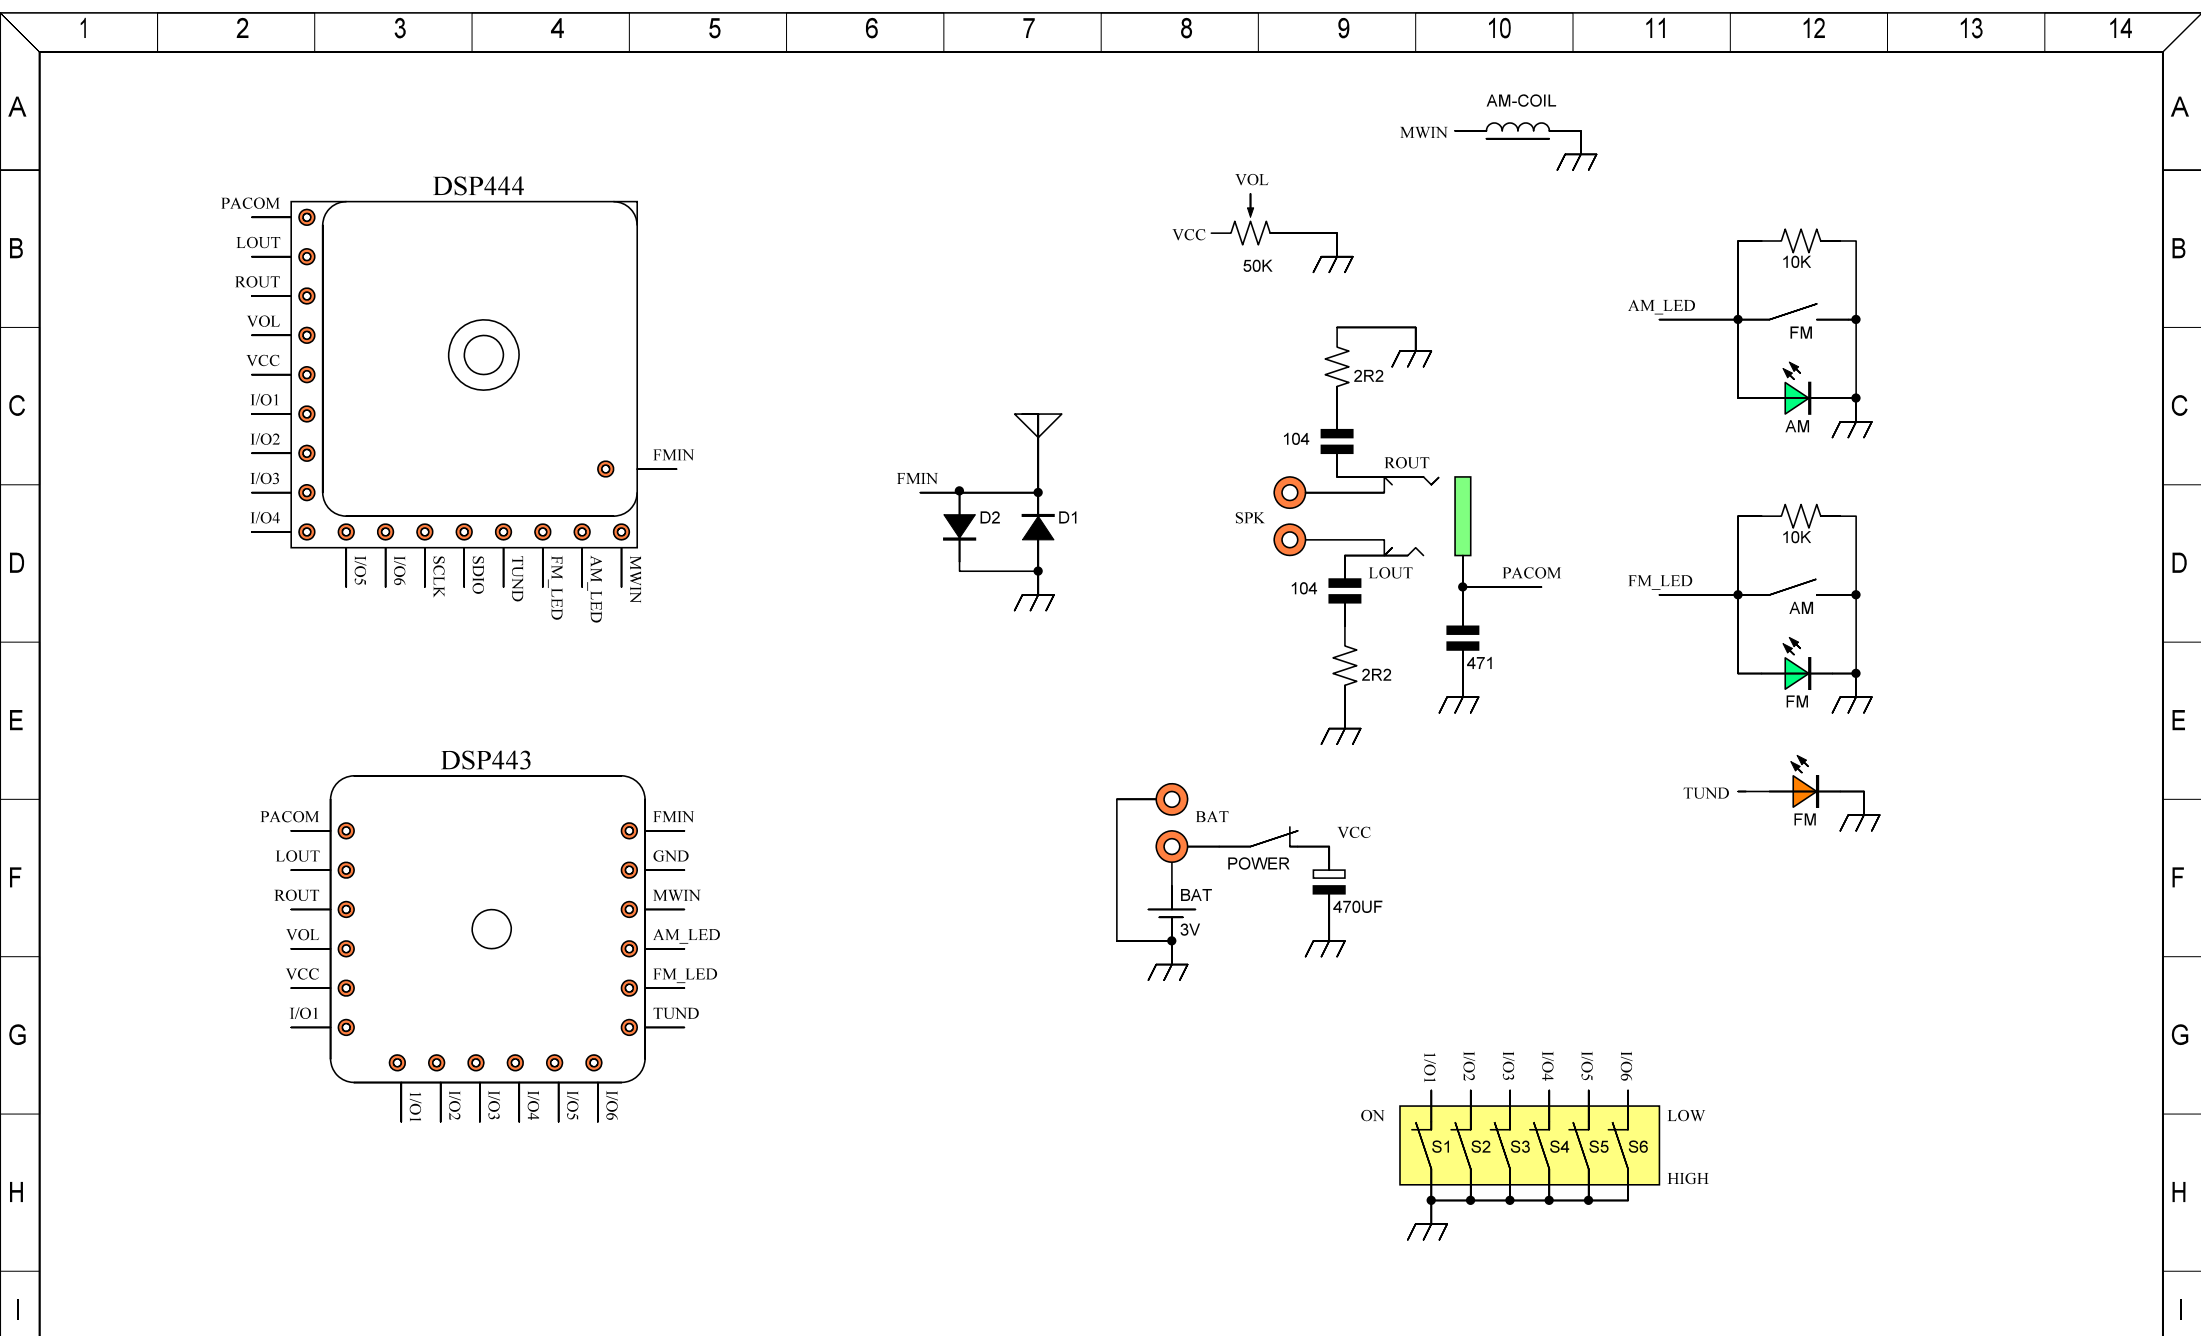 1 2 3 4 5 6 7 8 9 10 11 12 13 14
A A
AM-COIL
MWIN
DSP444
PACOM
LOUT
ROUT
VOL
VCC
I/O1
I/O2
I/O3
I/O4
FMIN
I/O5 I/O6 SCLK SDIO TUND FM_LED AM_LED MWIN
VOL
VCC
50K
B B
10K
AM_LED
FM
AM
C C
2R2
104
ROUT
SPK
LOUT
104
2R2
PACOM
471
FMIN
D2 D1
D D
10K
FM_LED
AM
FM
E E
TUND
FM
DSP443
PACOM
LOUT
ROUT
VOL
VCC
I/O1
FMIN
GND
MWIN
AM_LED
FM_LED
TUND
I/O1 I/O2 I/O3 I/O4 I/O5 I/O6
BAT
POWER
VCC
BAT
3V
470UF
F F
G G
I/O1 I/O2 I/O3 I/O4 I/O5 I/O6
ON LOW
S1 S2 S3 S4 S5 S6
HIGH
H H
I I